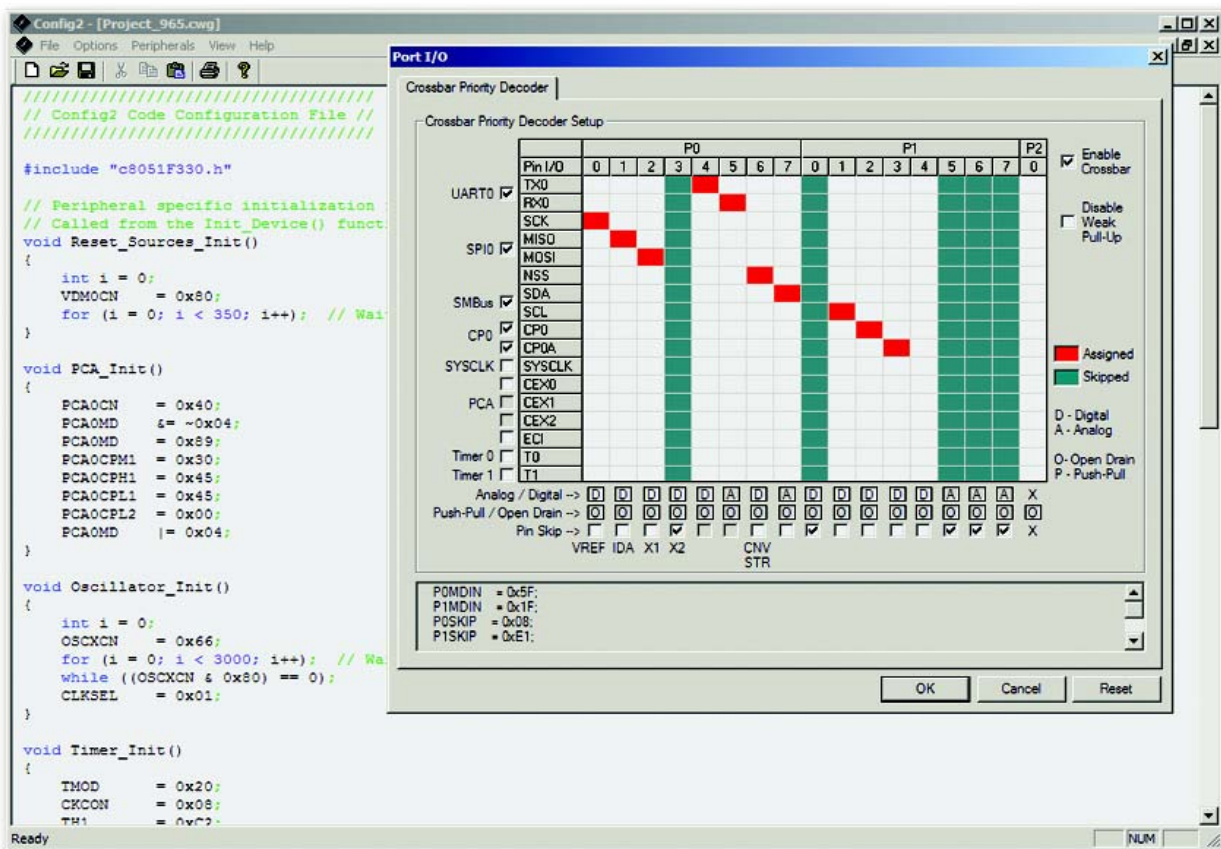 Config2 - [Project_965.cwg]
File Options Peripherals View Help
/////////////////////////////////////
// Config2 Code Configuration File //
/////////////////////////////////////
#include "c8051F330.h"
// Peripheral specific initialization
// Called from the Init_Device()
void Reset_Sources_Init()
{
int i = 0;
VDM0CN = 0x80;
for (i = 0; i < 350; i++); //
}
void PCA_Init()
{
PCA0CN = 0x40;
PCA0MD &= ~0x04;
PCA0MD = 0x89;
PCA0CPM1 = 0x30;
PCA0CPH1 = 0x45;
PCA0CPL1 = 0x45;
PCA0CPL2 = 0x00;
PCA0MD |= 0x04;
}
void Oscillator_Init()
{
int i = 0;
OSCXCN = 0x66;
for (i = 0; i < 3000; i++); //
while ((OSCXCN & 0x80) == 0);
CLKSEL = 0x01;
}
void Timer_Init()
{
TMOD = 0x20;
CKCON = 0x08;
TH1 = 0xC2;
Ready
NUM
Port I/O
Crossbar Priority Decoder
Crossbar Priority Decoder Setup
P0 P1 P2
Pin I/O 0 1 2 3 4 5 6 7 0 1 2 3 4 5 6 7 0
UART0 TX0
RX0
SCK
SPI0 MISO
MOSI
NSS
SMBus SDA
SCL
CP0 CP0
CP0A
SYSCLK SYSCLK
CEX0
PCA CEX1
CEX2
ECI
Timer 0 T0
Timer 1 T1
Analog / Digital --> D D D D D A D A D D D D D A A A X
Push-Pull / Open Drain --> O O O O O O O O O O O O O O O O O
Pin Skip --> X
VREF IDA X1 X2 CNV
STR
Enable
Crossbar
Disable
Weak
Pull-Up
Assigned
Skipped
D - Digital
A - Analog
O- Open Drain
P - Push-Pull
P0MDIN = 0x5F;
P1MDIN = 0x1F;
P0SKIP = 0x08;
P1SKIP = 0xE1;
OK Cancel Reset